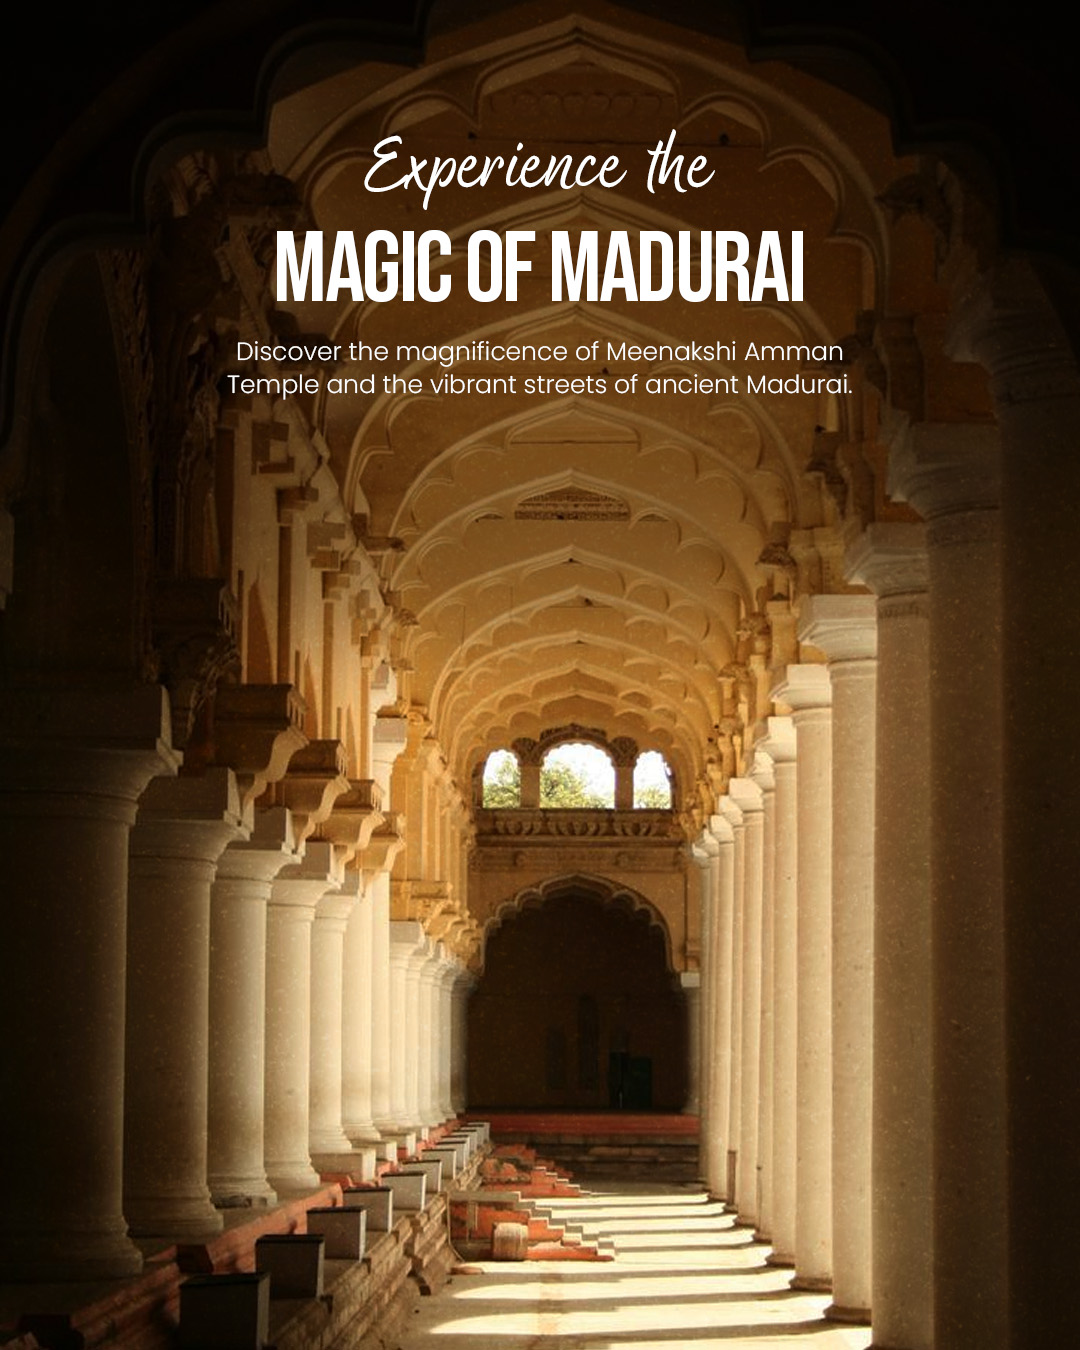 Experience the
MAGIC OF MADURAI
Discover the magnificence of Meenakshi Amman
Temple and the vibrant streets of ancient Madurai.